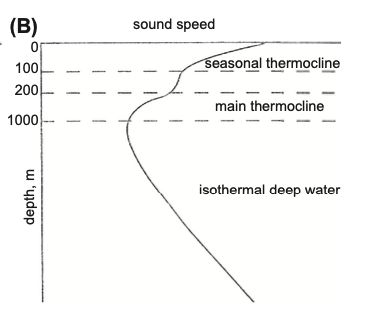 (B)
sound speed
0
seasonal thermocline
100
200
main thermocline
1000
isothermal deep water
depth, m